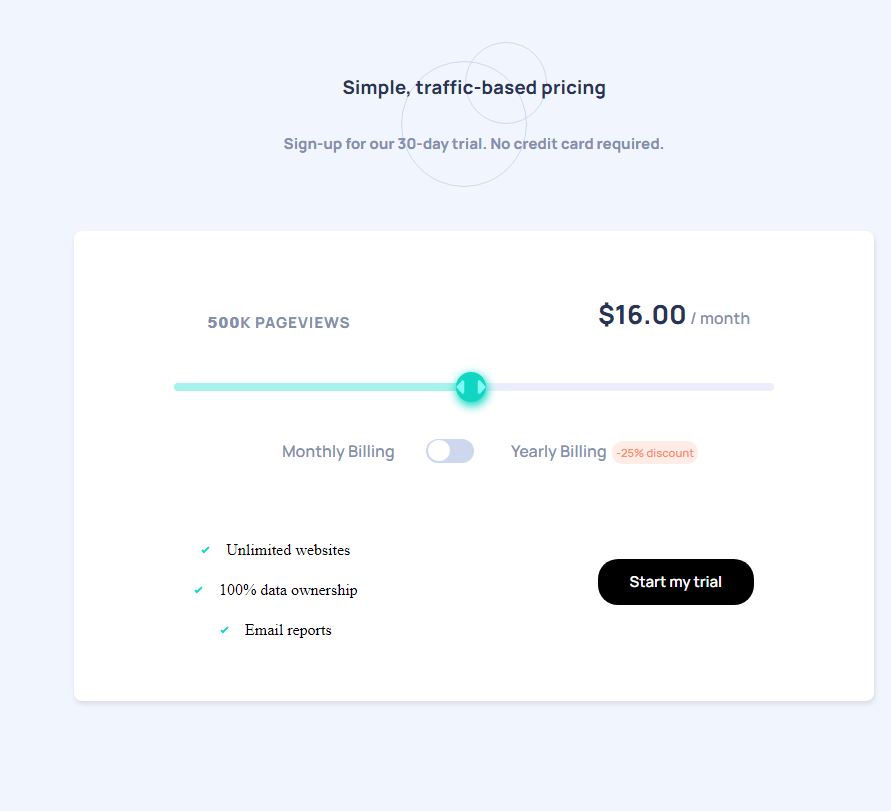 Simple, traffic-based pricing
Sign-up for our 30-day trial. No credit card required.
500K PAGEVIEWS
$16.00 / month
Monthly Billing
Yearly Billing -25% discount
Unlimited websites
100% data ownership
Email reports
Start my trial